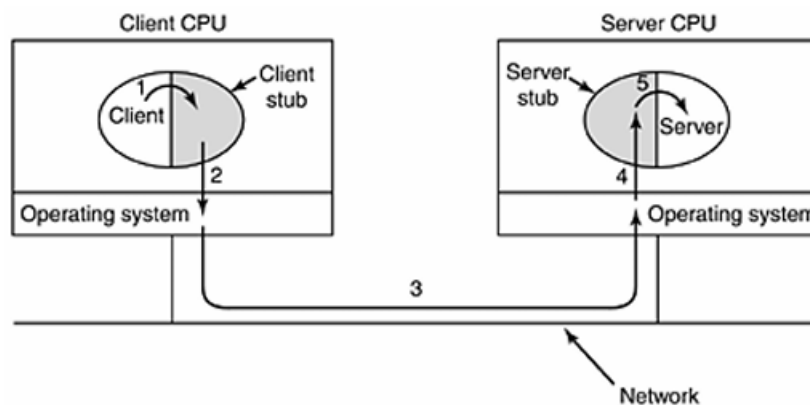 Client CPU
Server CPU
1
Client
stub
Client
2
Operating system
Server
stub
5
Server
4
Operating system
3
Network